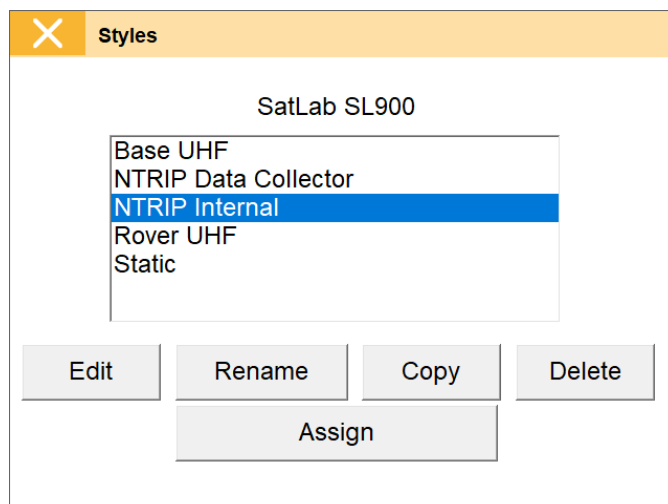 Styles
SatLab SL900
Base UHF
NTRIP Data Collector
NTRIP Internal
Rover UHF
Static
Edit Rename Copy Delete
Assign